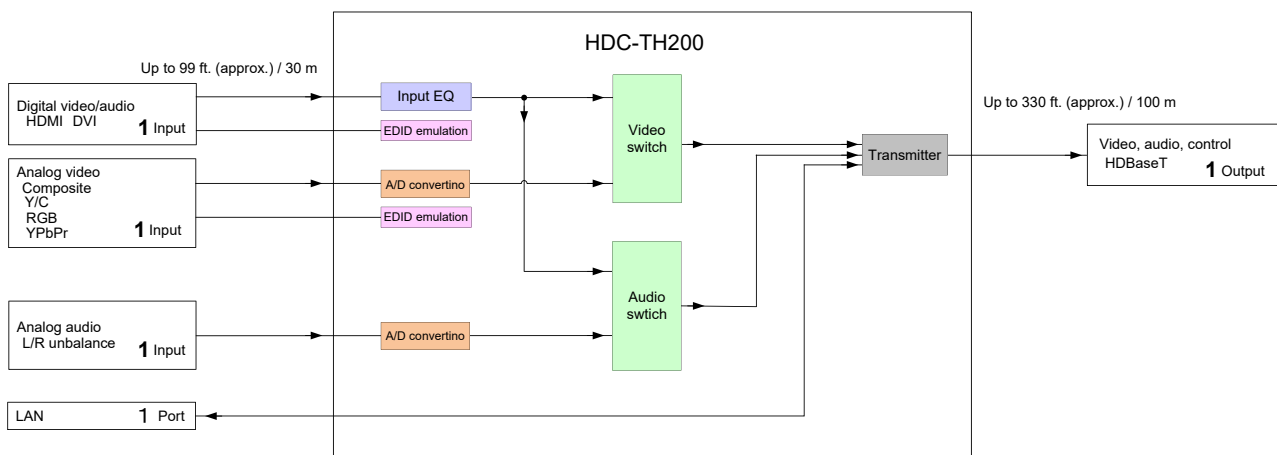 HDC-TH200
Up to 99 ft. (approx.) / 30 m
Digital video/audio
HDMI DVI
1 Input
Input EQ
EDID emulation
Video
switch
Up to 330 ft. (approx.) / 100 m
Transmitter
Video, audio, control
HDBaseT
1 Output
Analog video
Composite
Y/C
RGB
YPbPr
1 Input
A/D convertino
EDID emulation
Analog audio
L/R unbalance
1 Input
A/D convertino
Audio
swtich
LAN 1 Port